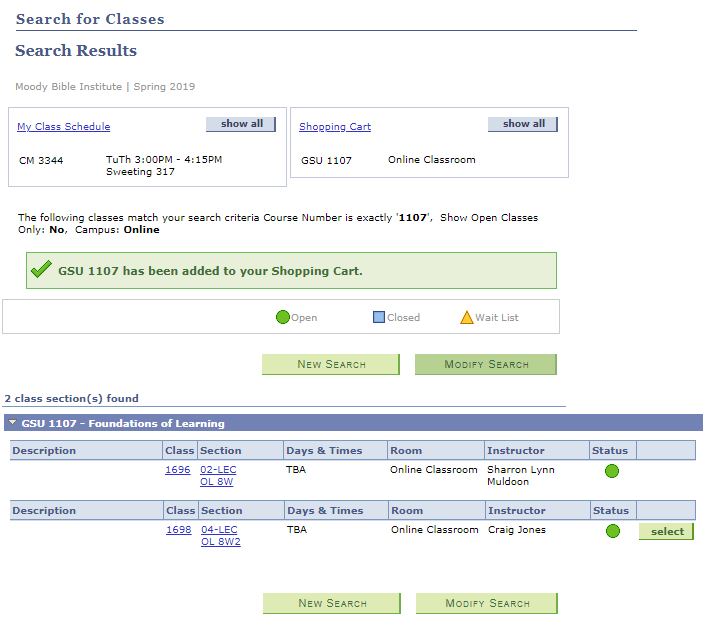 Search for Classes
Search Results
Moody Bible Institute | Spring 2019
My Class Schedule show all
CM 3344 TuTh 3:00PM - 4:15PM
Sweeting 317
Shopping Cart show all
GSU 1107 Online Classroom
The following classes match your search criteria Course Number is exactly '1107', Show Open Classes
Only: No, Campus: Online
GSU 1107 has been added to your Shopping Cart.
Open Closed Wait List
New Search Modify Search
2 class section(s) found
GSU 1107 - Foundations of Learning
Description Class Section Days & Times Room Instructor Status
1696 02-LEC TBA Online Classroom Sharron Lynn
OL 8W Muldoon
Description Class Section Days & Times Room Instructor Status
1698 04-LEC TBA Online Classroom Craig Jones select
OL 8W2
New Search Modify Search